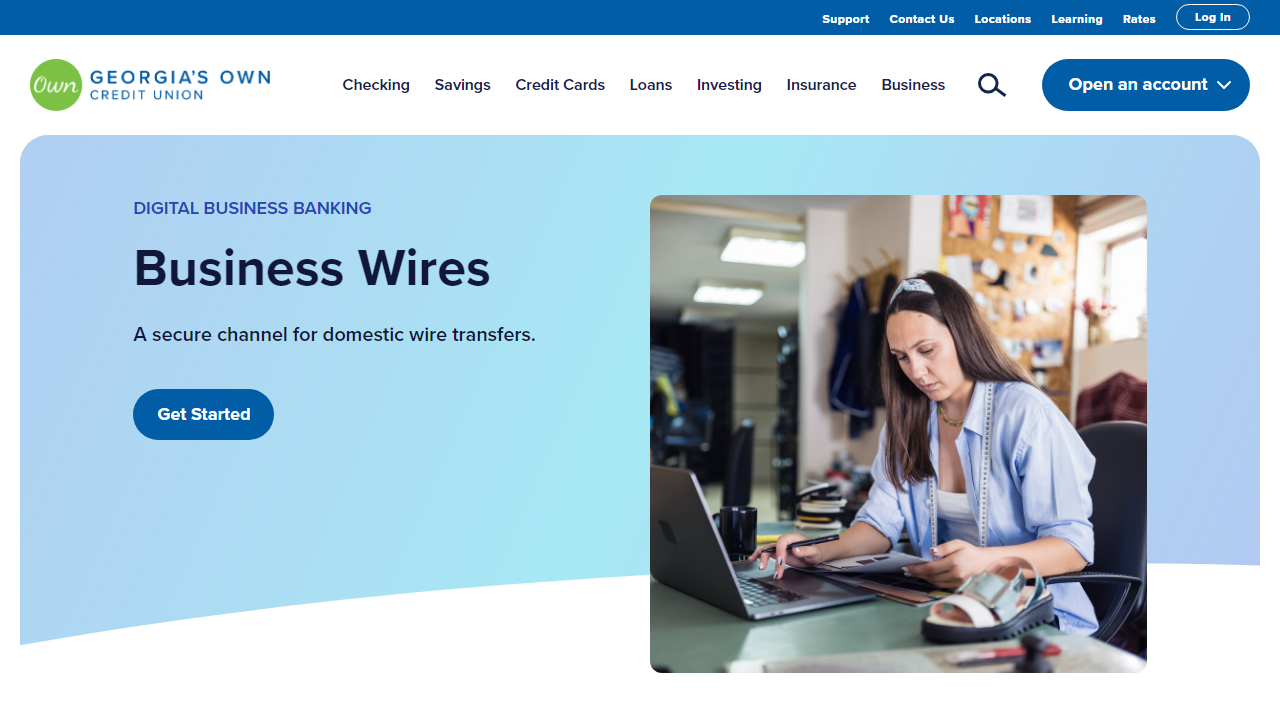 Support Contact Us Locations Learning Rates Log In
Own GEORGIA'S OWN
CREDIT UNION
Checking Savings Credit Cards Loans Investing Insurance Business Open an account
DIGITAL BUSINESS BANKING
Business Wires
A secure channel for domestic wire transfers.
Get Started